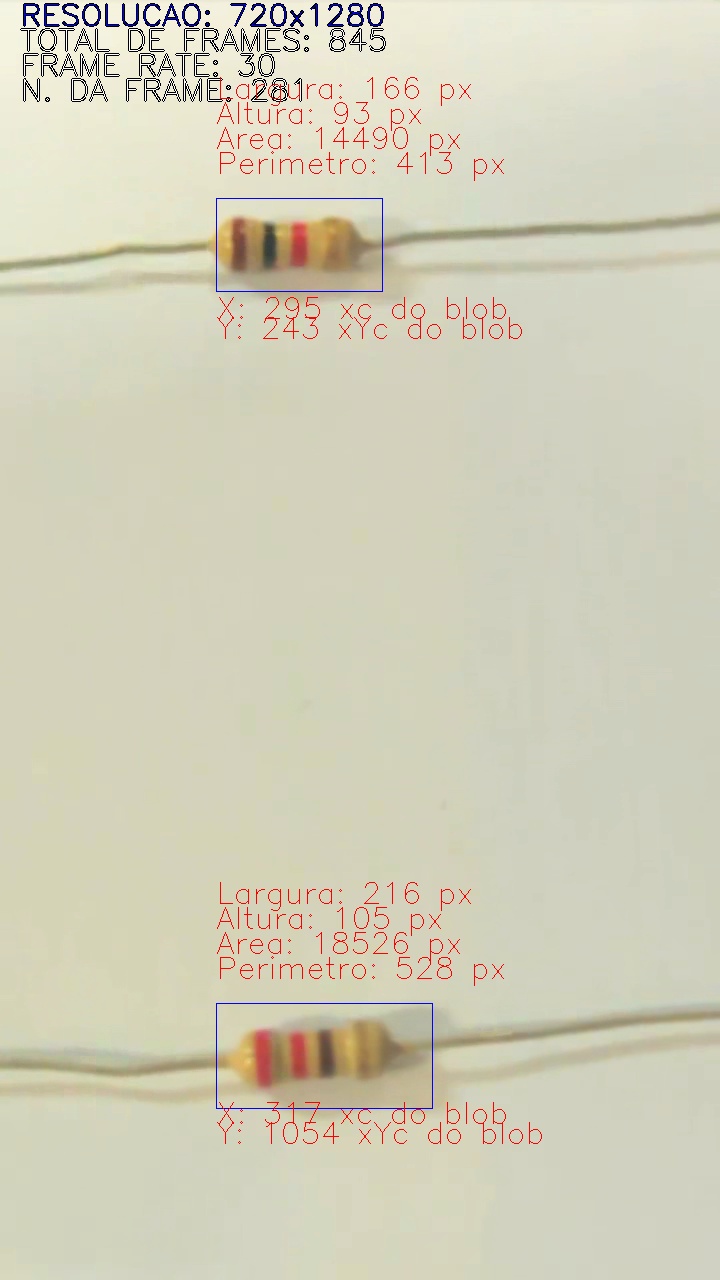 RESOLUCAO: 720x1280
TOTAL DE FRAMES: 845
FRAME RATE: 30
N. DA FRAME: 281
Largura: 166 px
Altura: 93 px
Area: 14490 px
Perimetro: 413 px
X: 295 xc do blob
Y: 243 xYc do blob
Largura: 216 px
Altura: 105 px
Area: 18526 px
Perimetro: 528 px
X: 317 xc do blob
Y: 1054 xYc do blob